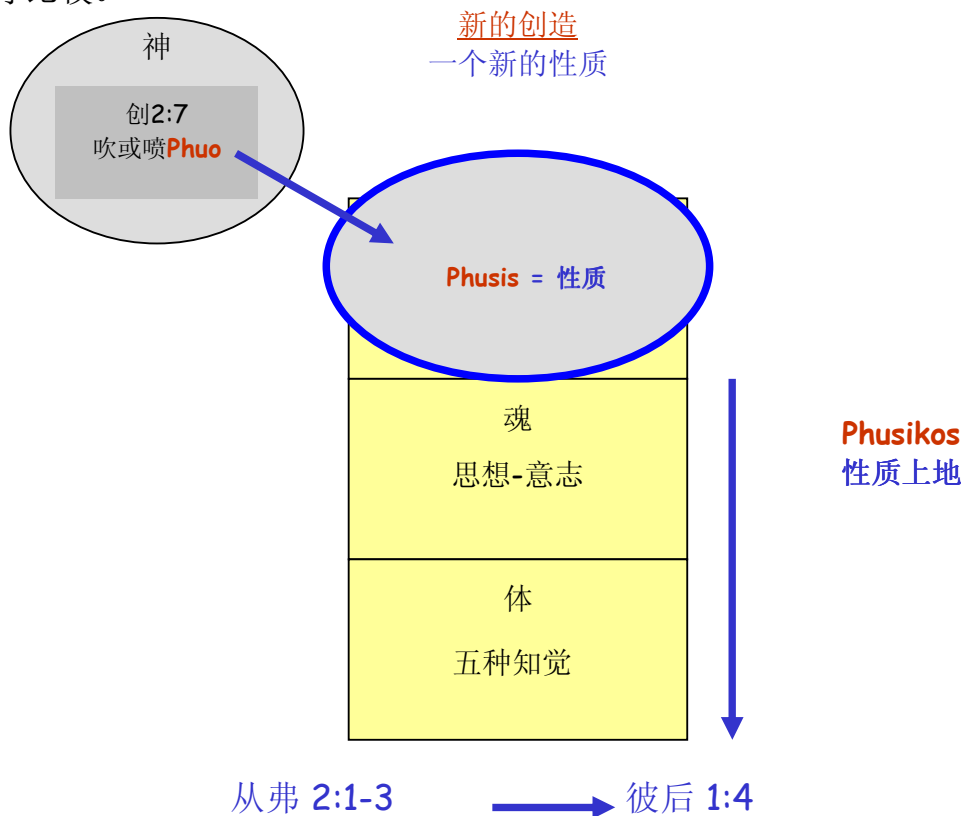 新的创造
一个新的性质
神
创2:7
吹或喷Phuo
Phusis = 性质
魂
思想-意志
Phusikos
性质上地
体
五种知觉
从弗 2:1-3
彼后 1:4